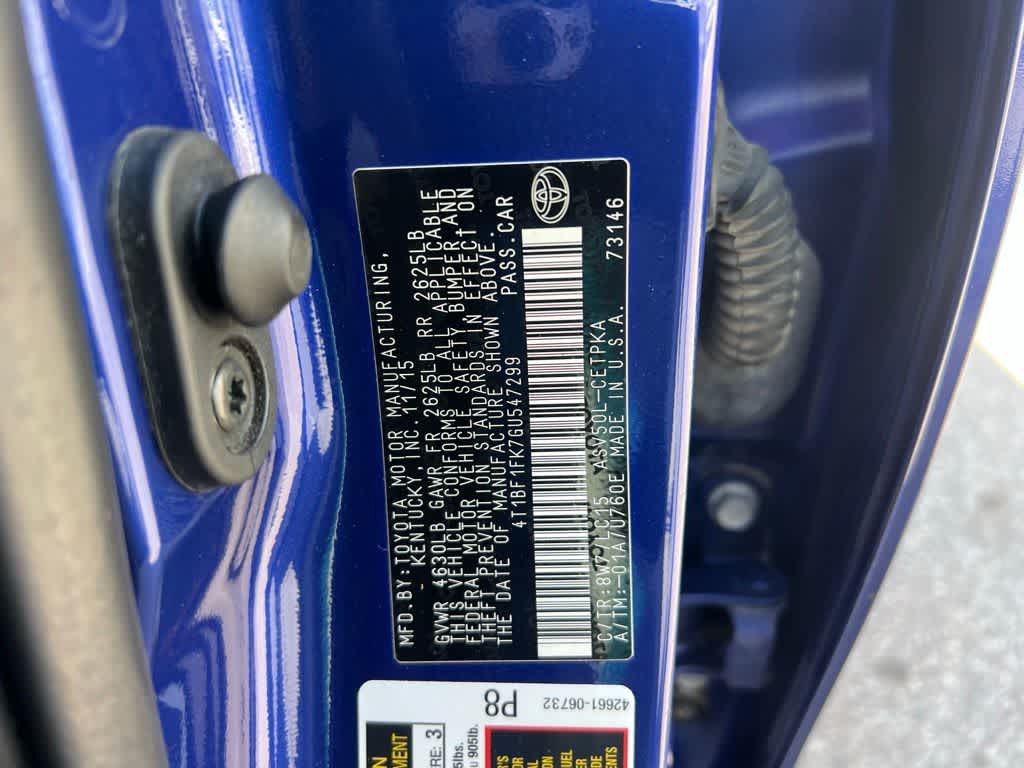 MFD.BY:TOYOTA MOTOR MANUFACTURING,
KENTUCKY, INC. 11/15
GVWR 4630LB GAWR FR 2625LB RR 2625LB
THIS VEHICLE CONFORMS TO ALL APPLICABLE
FEDERAL MOTOR VEHICLE SAFETY, BUMPER, AND
THEFT PREVENTION STANDARDS IN EFFECT ON
THE DATE OF MANUFACTURE SHOWN ABOVE.
4T1BF1FK7GU547299 PASS.CAR
C/TR:8W7/LC15 ASV50L-CETPKA
A/TM:-01A/U760E MADE IN U.S.A. 73146
P8
42661-06732